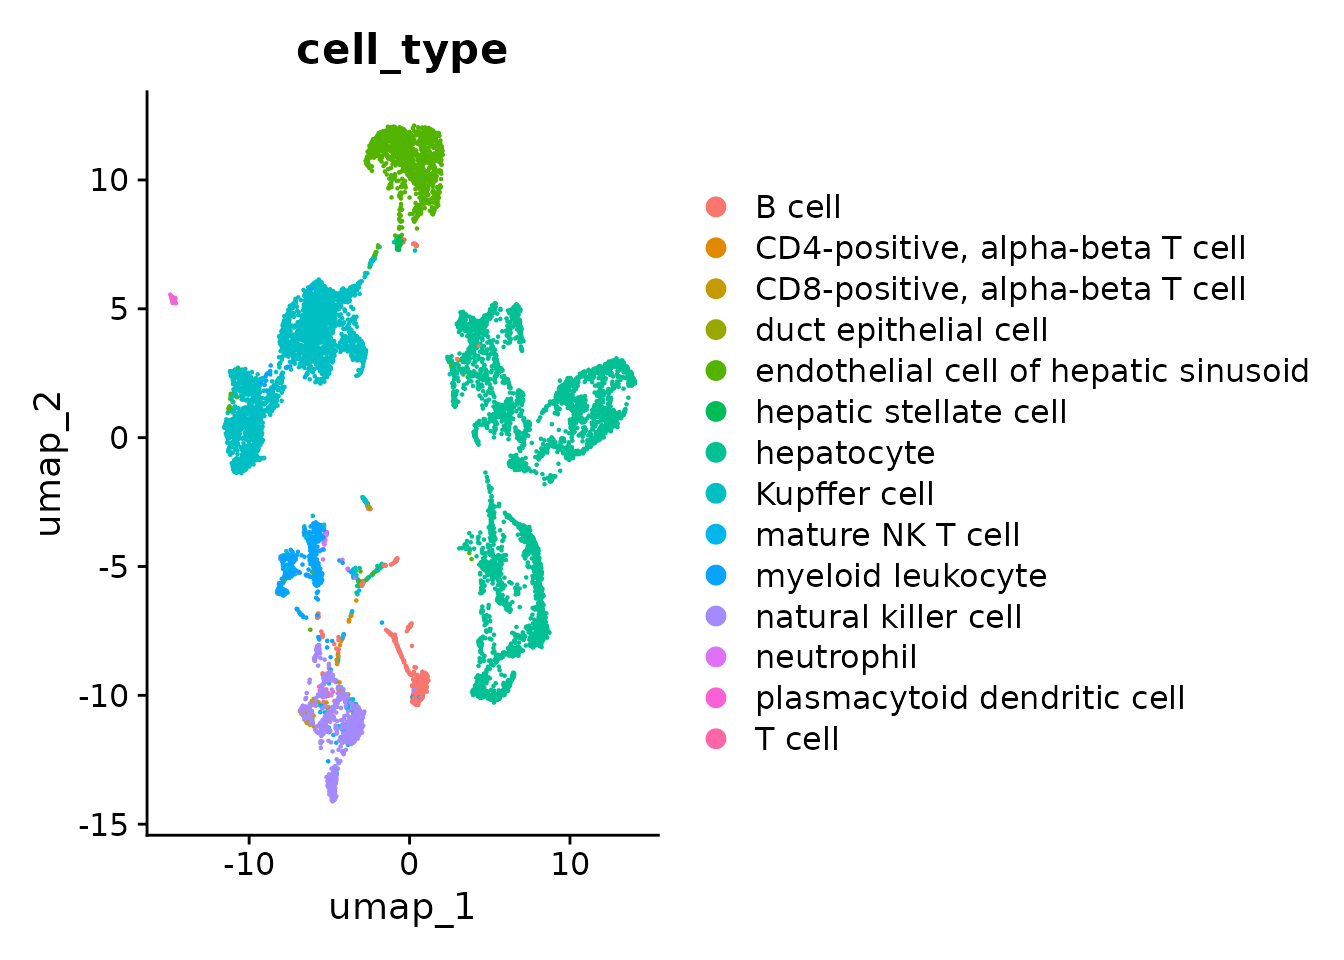 cell_type
10
5
0
-5
-10
-15
umap_2
-10
0
10
umap_1
B cell
CD4-positive, alpha-beta T cell
CD8-positive, alpha-beta T cell
duct epithelial cell
endothelial cell of hepatic sinusoid
hepatic stellate cell
hepatocyte
Kupffer cell
mature NK T cell
myeloid leukocyte
natural killer cell
neutrophil
plasmacytoid dendritic cell
T cell